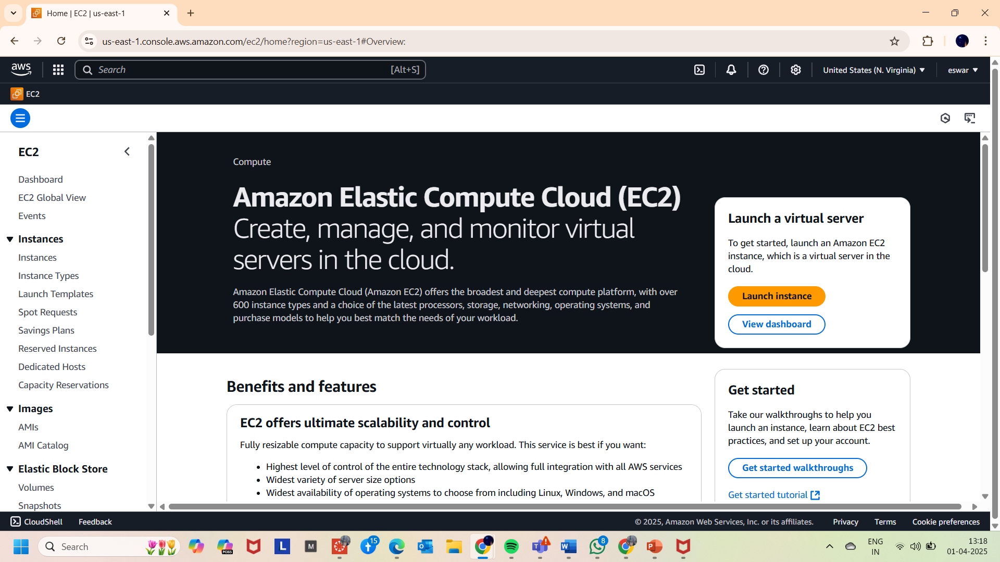 Home | EC2 | us-east-1
us-east-1.console.aws.amazon.com/ec2/home?region=us-east-1#Overview:
aws
Search
[Alt+S]
United States (N. Virginia)
eswar
EC2
EC2
Dashboard
EC2 Global View
Events
Instances
Instances
Instance Types
Launch Templates
Spot Requests
Savings Plans
Reserved Instances
Dedicated Hosts
Capacity Reservations
Images
AMIs
AMI Catalog
Elastic Block Store
Volumes
Snapshots
Compute
Amazon Elastic Compute Cloud (EC2)
Create, manage, and monitor virtual
servers in the cloud.
Amazon Elastic Compute Cloud (Amazon EC2) offers the broadest and deepest compute platform, with over
600 instance types and a choice of the latest processors, storage, networking, operating systems, and
purchase models to help you best match the needs of your workload.
Launch a virtual server
To get started, launch an Amazon EC2
instance, which is a virtual server in the
cloud.
Launch instance
View dashboard
Benefits and features
EC2 offers ultimate scalability and control
Fully resizable compute capacity to support virtually any workload. This service is best if you want:
• Highest level of control of the entire technology stack, allowing full integration with all AWS services
• Widest variety of server size options
• Widest availability of operating systems to choose from including Linux, Windows, and macOS
Get started
Take our walkthroughs to help you
launch an instance, learn about EC2 best
practices, and set up your account.
Get started walkthroughs
Get started tutorial
CloudShell
Feedback
© 2025, Amazon Web Services, Inc. or its affiliates.
Privacy
Terms
Cookie preferences
Search
M365
L
M
15
8
ENG
IN
13:18
01-04-2025